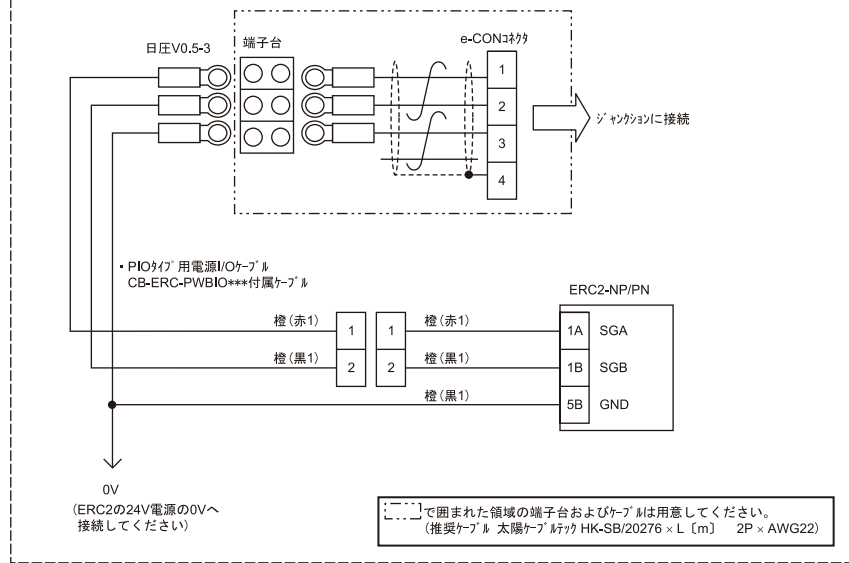 日圧V0.5-3
端子台
e-CONｺﾈｸﾀ
1
2
3
4
ｼﾞｬﾝｸｼｮﾝに接続
・PIOﾀｲﾌﾟ用電源I/Oｹｰﾌﾞﾙ
CB-ERC-PWBIO***付属ｹｰﾌﾞﾙ
ERC2-NP/PN
橙(赤1)
1
1
橙(赤1)
1A
SGA
橙(黒1)
2
2
橙(黒1)
1B
SGB
橙(黒1)
5B
GND
0V
(ERC2の24V電源の0Vへ
接続してください)
で囲まれた領域の端子台およびｹｰﾌﾞﾙは用意してください。
(推奨ｹｰﾌﾞﾙ 太陽ｹｰﾌﾞﾙﾃｯｸ HK-SB/20276 × L〔m〕 2P × AWG22)